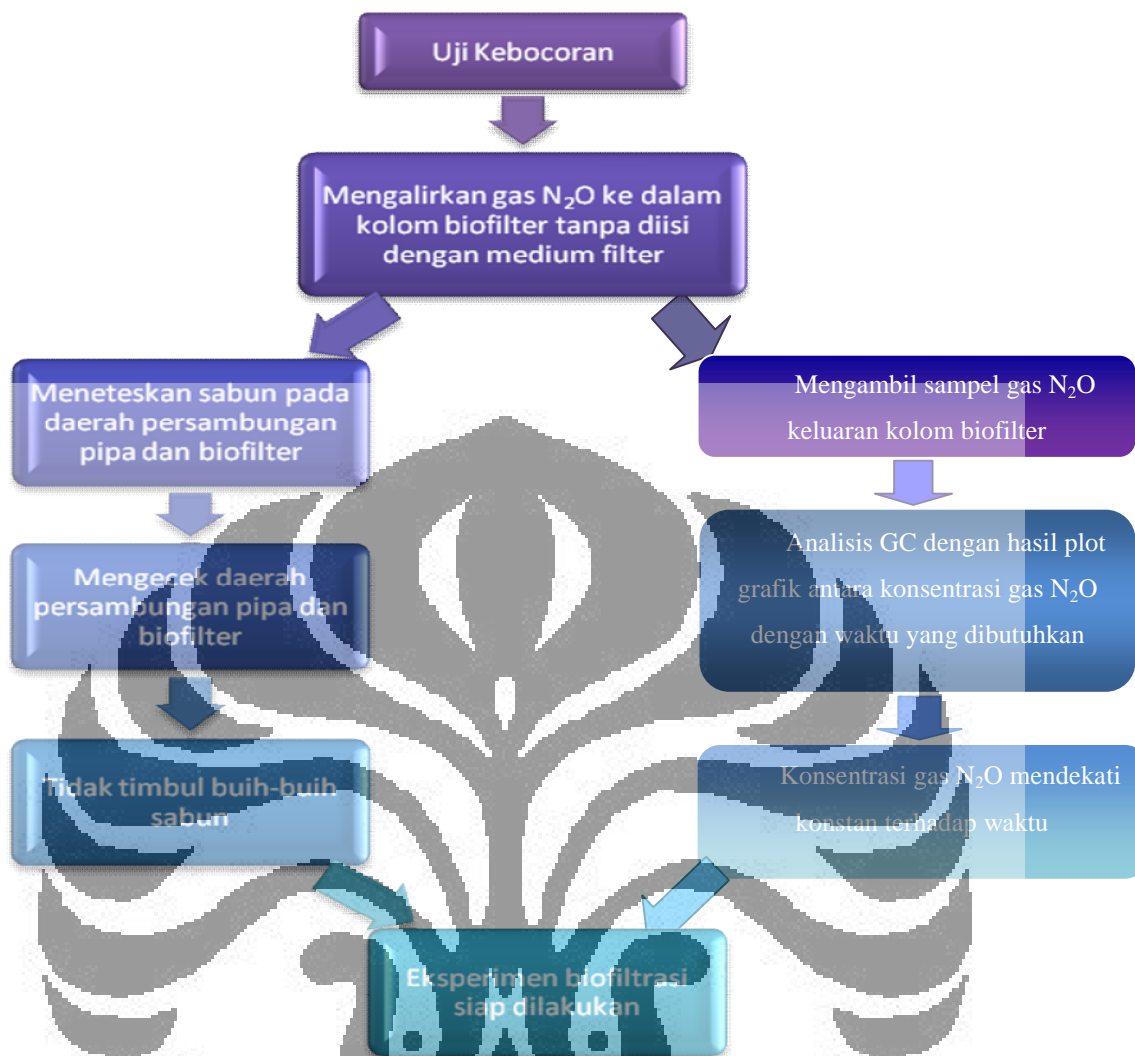 Uji Kebocoran
Mengalirkan gas N₂O ke dalam
kolom biofilter tanpa diisi
dengan medium filter
Meneteskan sabun pada
daerah persambungan
pipa dan biofilter
Mengecek daerah
persambungan pipa dan
biofilter
Tidak timbul buih-buih
sabun
Mengambil sampel gas N₂O
keluaran kolom biofilter
Analisis GC dengan hasil plot
grafik antara konsentrasi gas N₂O
dengan waktu yang dibutuhkan
Konsentrasi gas N₂O mendekati
konstan terhadap waktu
Eksperimen biofiltrasi
siap dilakukan